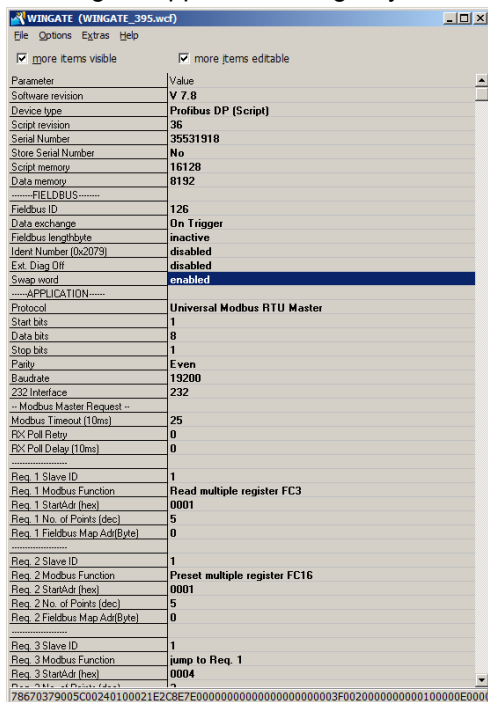 WINGATE (WINGATE_395.wcf)
File Options Extras Help
more items visible more items editable
Parameter Value
Software revision V 7.8
Device type Profibus DP (Script)
Script revision 36
Serial Number 35531918
Store Serial Number No
Script memory 16128
Data memory 8192
--------FIELDBUS--------
Fieldbus ID 126
Data exchange On Trigger
Fieldbus lengthbyte inactive
Ident Number (0x2079) disabled
Ext. Diag Off disabled
Swap word enabled
------APPLICATION------
Protocol Universal Modbus RTU Master
Start bits 1
Data bits 8
Stop bits 1
Parity Even
Baudrate 19200
232 Interface 232
-- Modbus Master Request --
Modbus Timeout (10ms) 25
RX Poll Retry 0
RX Poll Delay (10ms) 0
---------------------
Req. 1 Slave ID 1
Req. 1 Modbus Function Read multiple register FC3
Req. 1 StartAdr (hex) 0001
Req. 1 No. of Points (dec) 5
Req. 1 Fieldbus Map Adr(Byte) 0
---------------------
Req. 2 Slave ID 1
Req. 2 Modbus Function Preset multiple register FC16
Req. 2 StartAdr (hex) 0001
Req. 2 No. of Points (dec) 5
Req. 2 Fieldbus Map Adr(Byte) 0
---------------------
Req. 3 Slave ID 1
Req. 3 Modbus Function jump to Req. 1
Req. 3 StartAdr (hex) 0004